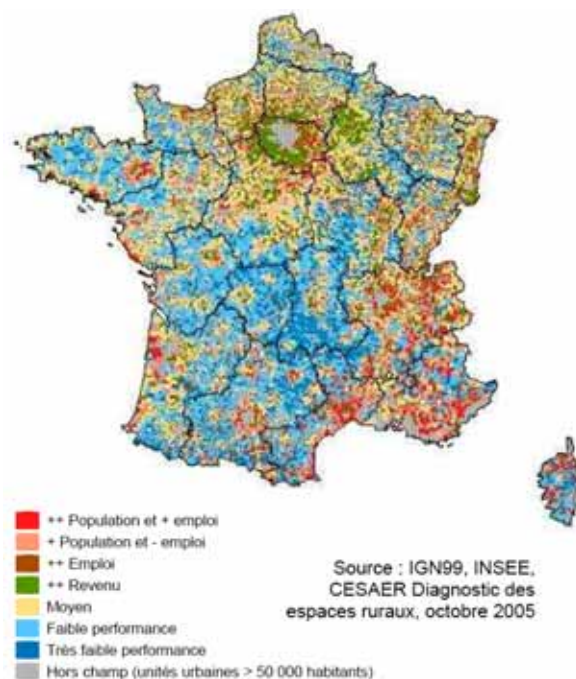 ++ Population et + emploi
+ Population et - emploi
++ Emploi
++ Revenu
Moyen
Faible performance
Très faible performance
Hors champ (unités urbaines > 50 000 habitants)
Source : IGN99, INSEE,
CESAER Diagnostic des
espaces ruraux, octobre 2005